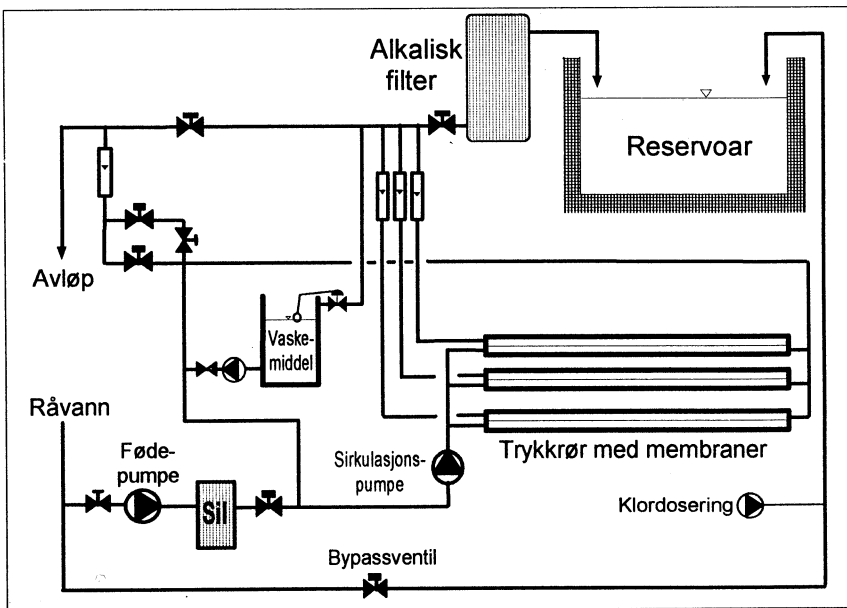 Alkalisk
filter
Reservoar
Avløp
Vaske-
middel
Råvann
Føde-
pumpe
Sil
Sirkulasjons-
pumpe
Trykkrør med membraner
Klordosering
Bypassventil